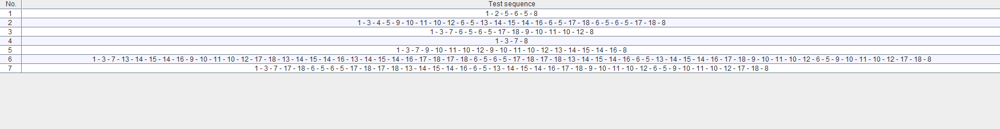 No. Test sequence
1 1 - 2 - 5 - 6 - 5 - 8
2 1 - 3 - 4 - 5 - 9 - 10 - 11 - 10 - 12 - 6 - 5 - 13 - 14 - 15 - 14 - 16 - 6 - 5 - 17 - 18 - 6 - 5 - 6 - 5 - 17 - 18 - 8
3 1 - 3 - 7 - 6 - 5 - 6 - 5 - 17 - 18 - 9 - 10 - 11 - 10 - 12 - 8
4 1 - 3 - 7 - 8
5 1 - 3 - 7 - 9 - 10 - 11 - 10 - 12 - 9 - 10 - 11 - 10 - 12 - 13 - 14 - 15 - 14 - 16 - 8
6 1 - 3 - 7 - 13 - 14 - 15 - 14 - 16 - 9 - 10 - 11 - 10 - 12 - 17 - 18 - 13 - 14 - 15 - 14 - 16 - 13 - 14 - 15 - 14 - 16 - 17 - 18 - 17 - 18 - 6 - 5 - 6 - 5 - 17 - 18 - 17 - 18 - 13 - 14 - 15 - 14 - 16 - 6 - 5 - 13 - 14 - 15 - 14 - 16 - 17 - 18 - 9 - 10 - 11 - 10 - 12 - 6 - 5 - 9 - 10 - 11 - 10 - 12 - 17 - 18 - 8
7 1 - 3 - 7 - 17 - 18 - 6 - 5 - 6 - 5 - 17 - 18 - 17 - 18 - 13 - 14 - 15 - 14 - 16 - 6 - 5 - 13 - 14 - 15 - 14 - 16 - 17 - 18 - 9 - 10 - 11 - 10 - 12 - 6 - 5 - 9 - 10 - 11 - 10 - 12 - 17 - 18 - 8